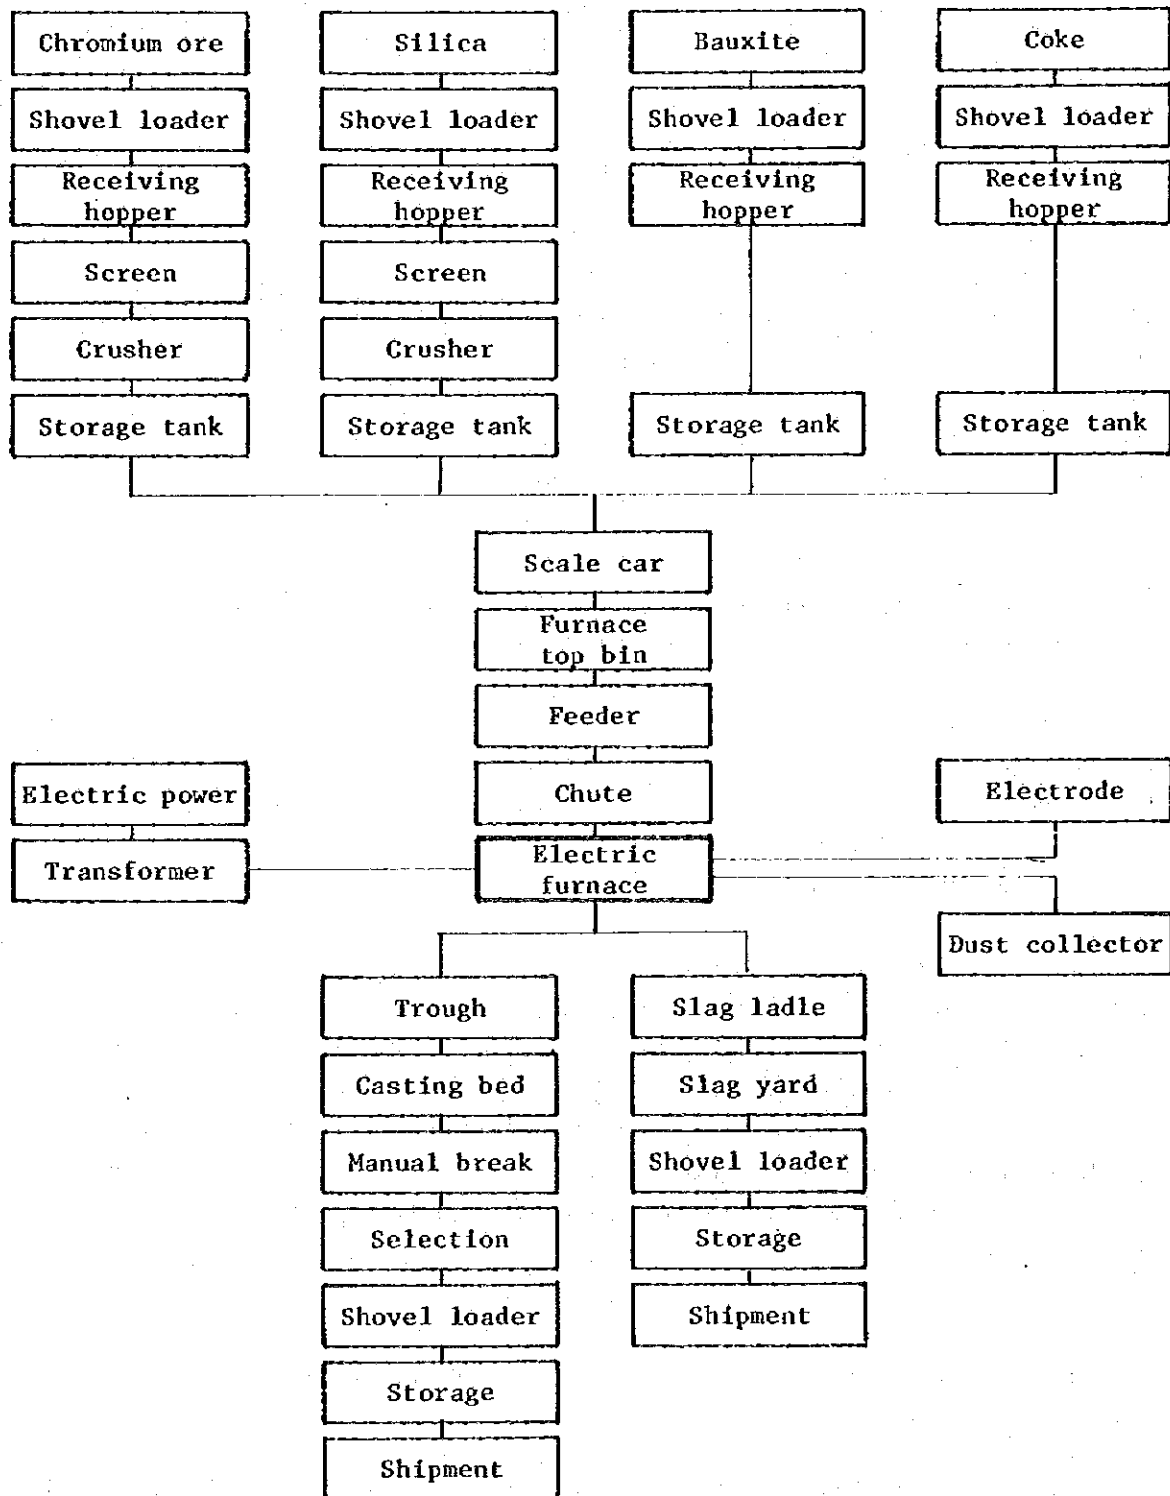 Chromium ore
Silica
Bauxite
Coke
Shovel loader
Shovel loader
Shovel loader
Shovel loader
Receiving
hopper
Receiving
hopper
Receiving
hopper
Receiving
hopper
Screen
Screen
Crusher
Crusher
Storage tank
Storage tank
Storage tank
Storage tank
Scale car
Furnace
top bin
Feeder
Electric power
Chute
Electrode
Transformer
Electric
furnace
Dust collector
Trough
Slag ladle
Casting bed
Slag yard
Manual break
Shovel loader
Selection
Storage
Shovel loader
Shipment
Storage
Shipment